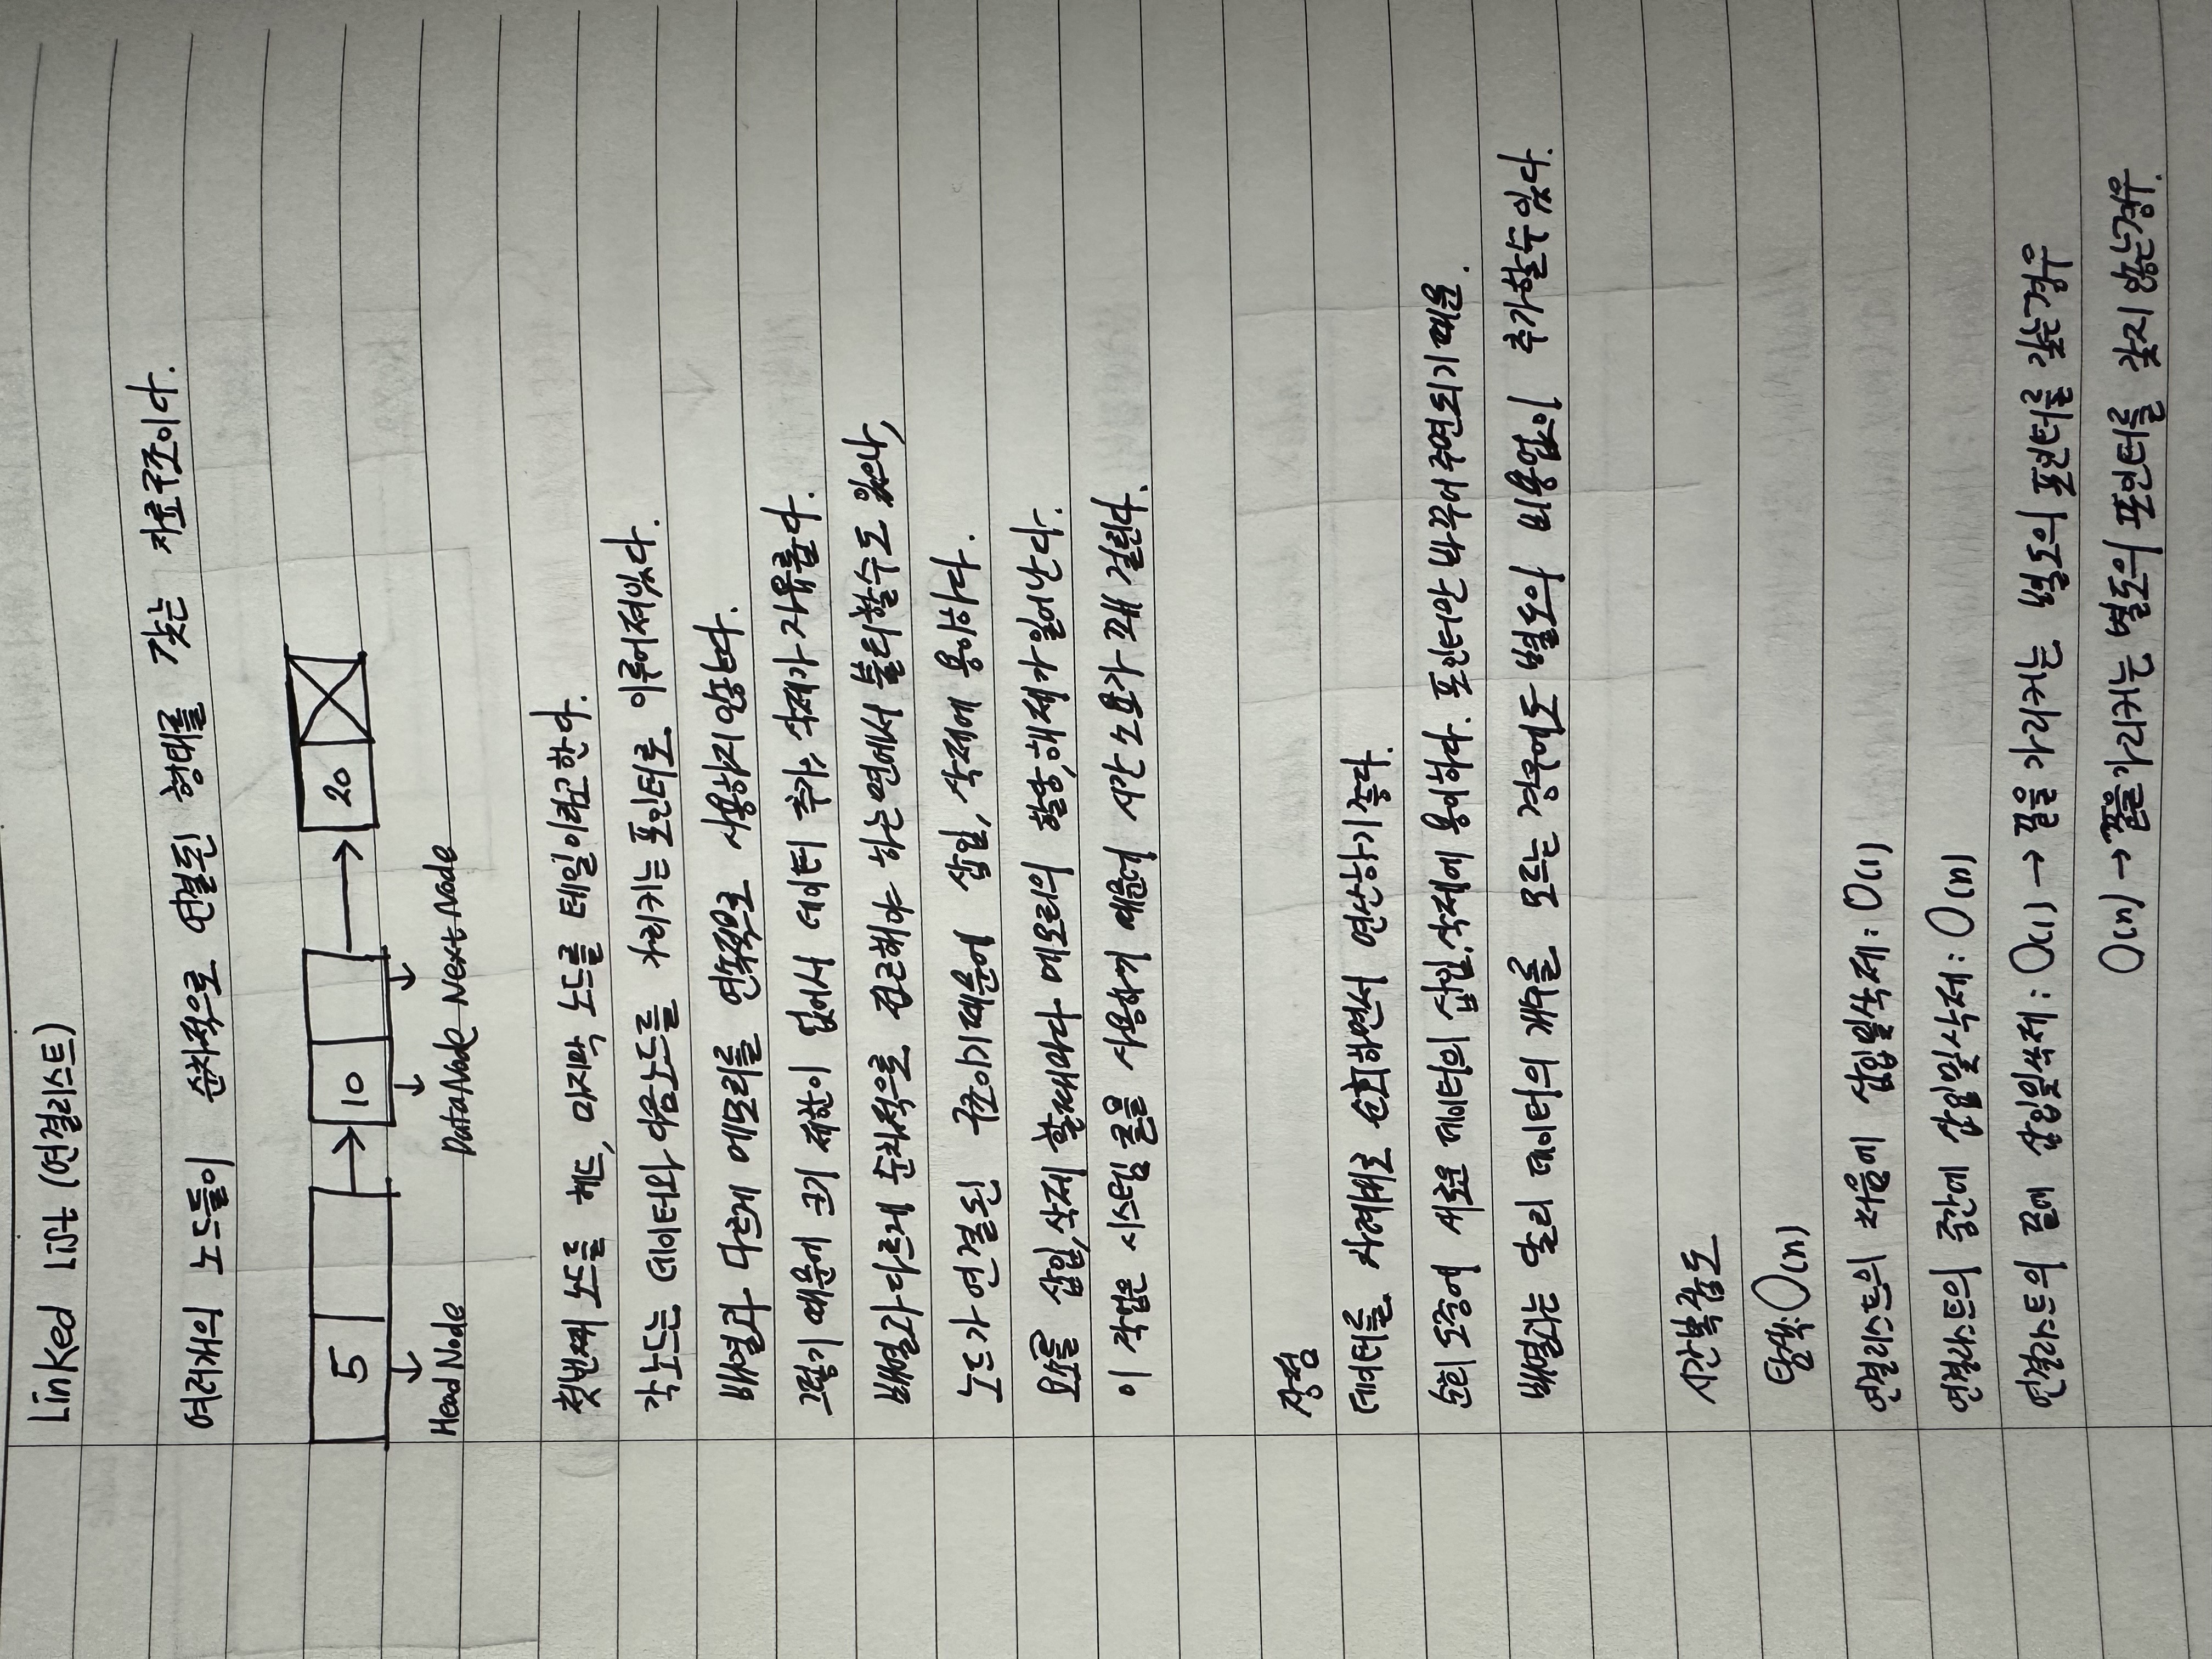 Linked List (연결리스트)
여러개의 노드들이 순차적으로 연결된 형태를 갖는 자료구조이다.
5 10 20
Head Node Data Node Next Node
첫번째 노드를 헤드, 마지막 노드를 테일이라고한다.
각노드는 데이터와 다음노드를 가리키는 포인터로 이루어져있다.
배열과 다르게 메모리를 연속적으로 사용하지 않는다.
그렇기 때문에 크기 제한이 없어서 데이터 추가, 삭제가 자유롭다.
배열과다르게 순차적으로 접근해야 하는면에서 불리할수도 있으나,
노드가 연결된 구조이기때문에 삽입, 삭제에 용이하다.
요소를 삽입,삭제 할때마다 메모리의 할당,해제가 일어난다.
이 작업은 시스템 콜을 사용하기 때문에 시간 소요가 꽤 걸린다.
장점
데이터를 차례대로 순회하면서 연산하기좋다.
순회 도중에 새로운 데이터의 삽입,삭제에 용이하다. 포인터만 바꾸어주면되기때문.
배열과는 달리 데이터의 개수를 모르는 경우에도 별도의 비용없이 추가할수있다.
시간복잡도
탐색: O(n)
연결리스트의 처음에 삽입및삭제: O(1)
연결리스트의 중간에 삽입및삭제: O(n)
연결리스트의 끝에 삽입및삭제: O(1) → 끝을 가리키는 별도의 포인터를 갖는경우
O(n) → 끝을가리키는 별도의 포인터를 갖지 않는경우.